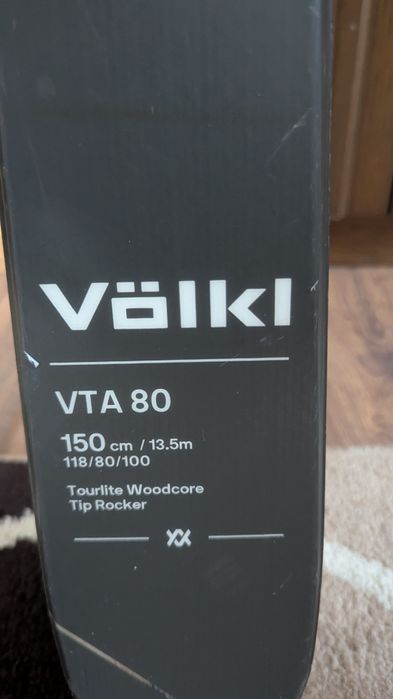 Völkl
VTA 80
150 cm / 13.5m
118/80/100
Tourlite Woodcore
Tip Rocker